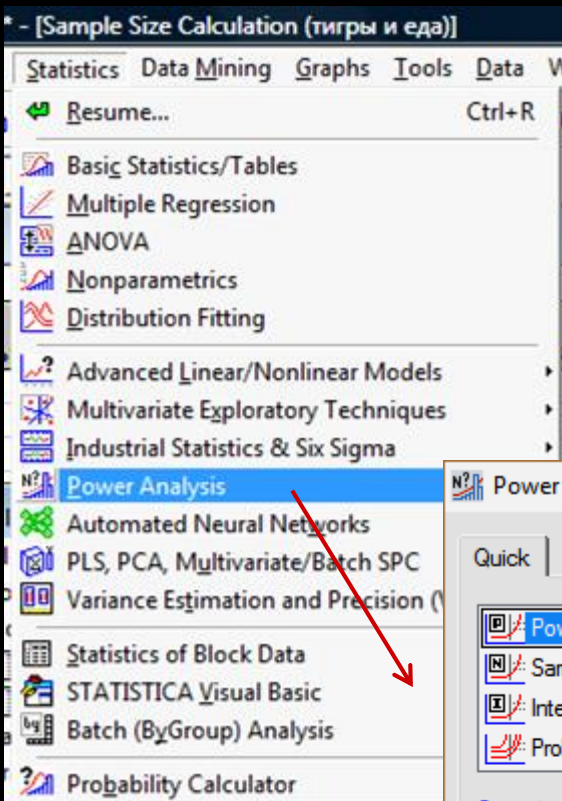 * - [Sample Size Calculation (тигры и еда)]
Statistics Data Mining Graphs Tools Data
Resume... Ctrl+R
Basic Statistics/Tables
Multiple Regression
ANOVA
Nonparametrics
Distribution Fitting
Advanced Linear/Nonlinear Models
Multivariate Exploratory Techniques
Industrial Statistics & Six Sigma
Power Analysis
Automated Neural Networks
PLS, PCA, Multivariate/Batch SPC
Variance Estimation and Precision
Statistics of Block Data
STATISTICA Visual Basic
Batch (ByGroup) Analysis
Probability Calculator
Power
Quick